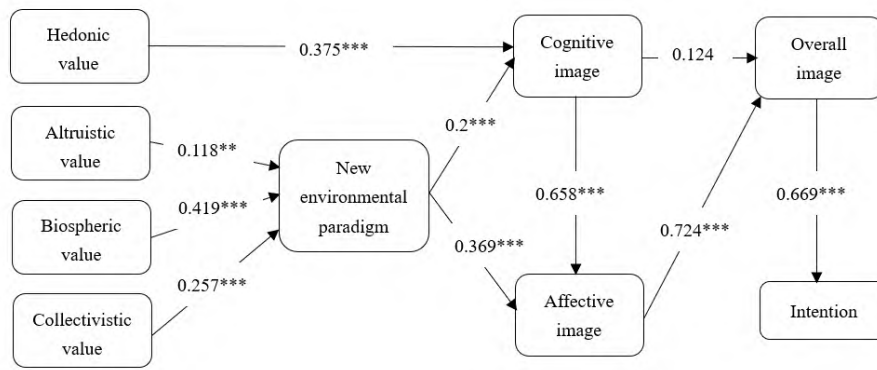 Hedonic
value
0.375***
Cognitive
image
0.124
Overall
image
Altruistic
value
0.118**
New
environmental
paradigm
0.2***
Biospheric
value
0.419***
0.658***
0.669***
0.724***
0.369***
Collectivistic
value
0.257***
Affective
image
Intention